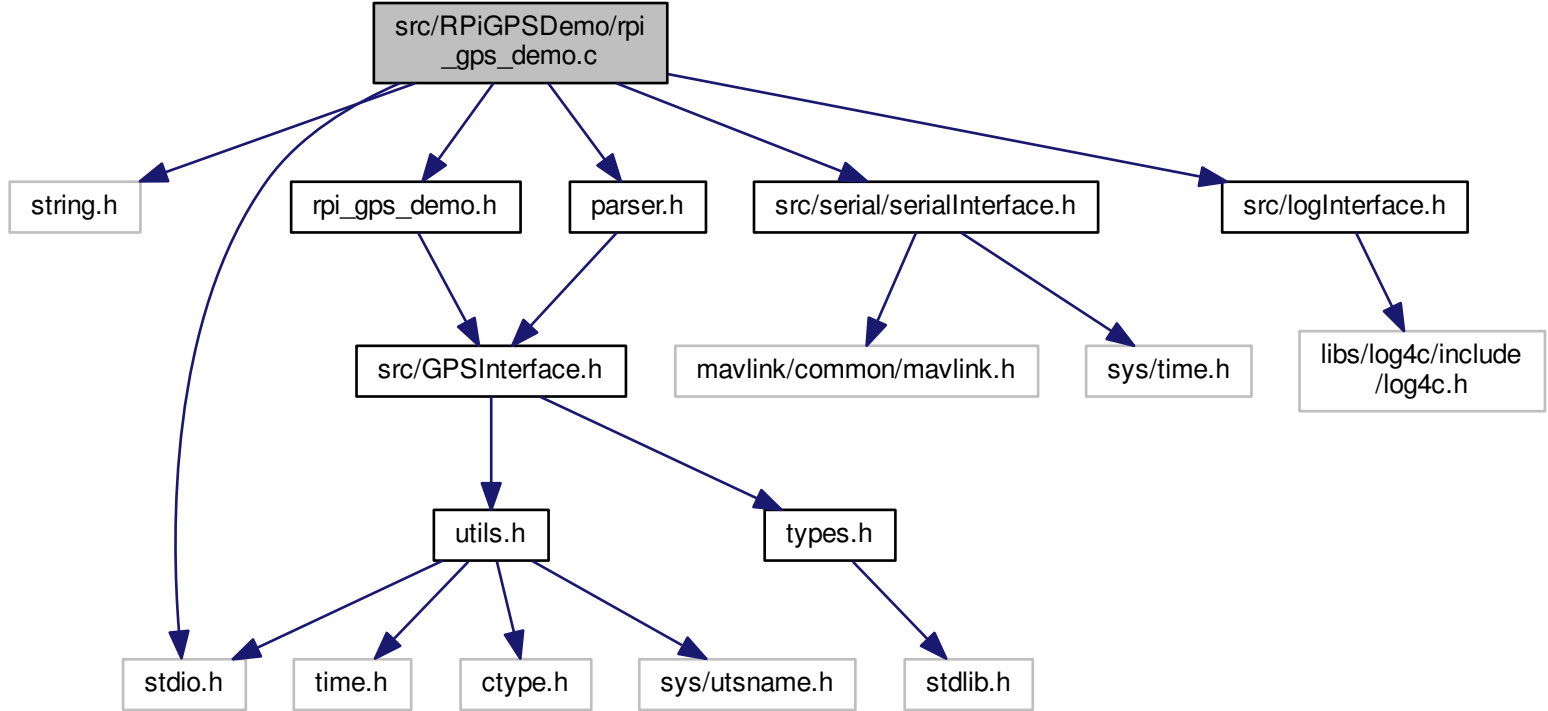 src/RPiGPSDemo/rpi
_gps_demo.c
string.h
rpi_gps_demo.h
parser.h
src/serial/serialInterface.h
src/logInterface.h
src/GPSInterface.h
mavlink/common/mavlink.h
sys/time.h
libs/log4c/include
/log4c.h
utils.h
types.h
stdio.h
time.h
ctype.h
sys/utsname.h
stdlib.h